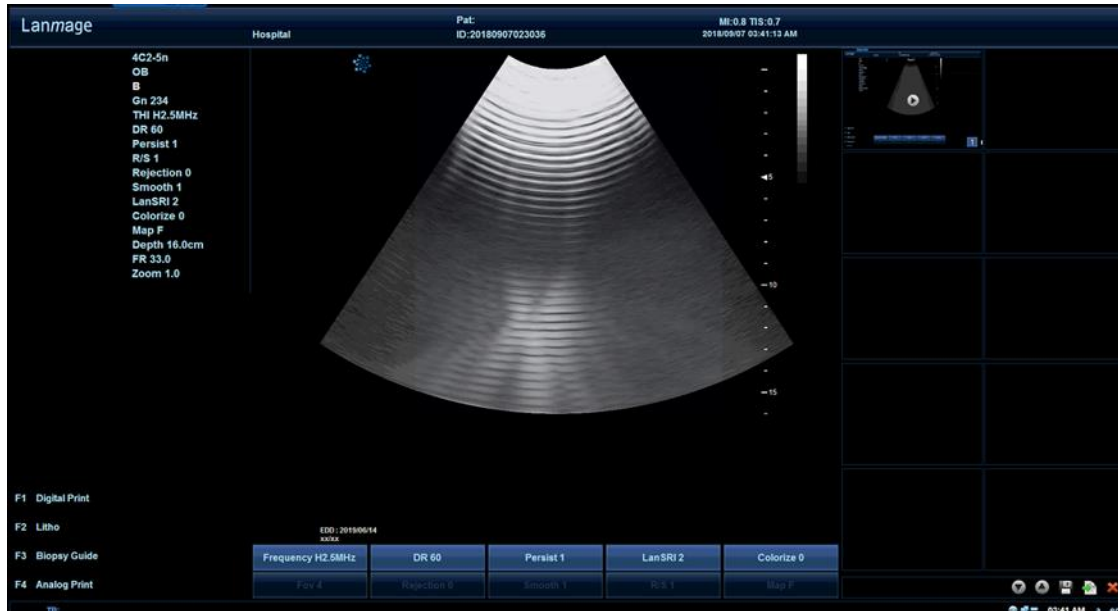 Lanmage
Hospital
Pat:
ID:20180907023036
MI:0.8 TIS:0.7
2018/09/07 03:41:13 AM
4C2-5n
OB
B
Gn 234
THI H2.5MHz
DR 60
Persist 1
R/S 1
Rejection 0
Smooth 1
LanSRI 2
Colorize 0
Map F
Depth 16.0cm
FR 33.0
Zoom 1.0
5
10
15
1
F1 Digital Print
F2 Litho
F3 Biopsy Guide
F4 Analog Print
EDD : 2019/06/14
xx/xx
Frequency H2.5MHz DR 60 Persist 1 LanSRI 2 Colorize 0
Fov 4 Rejection 0 Smooth 1 R/S 1 Map F
03:41 AM